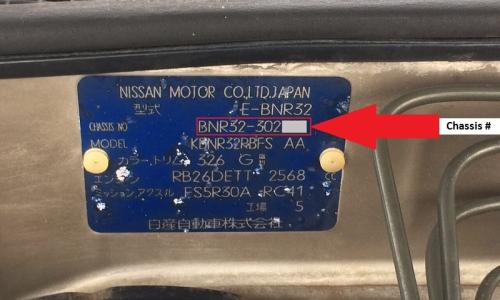 NISSAN MOTOR CO.,LTD.JAPAN
型式 E-BNR32
CHASSIS NO BNR32-302
Chassis #
MODEL KBNR32RBFS AA
カラー,トリム 326 G
エンジン RB26DETT 2568 CC
ミッション,アクスル FS5R30A RC41
工場 5
日産自動車株式会社